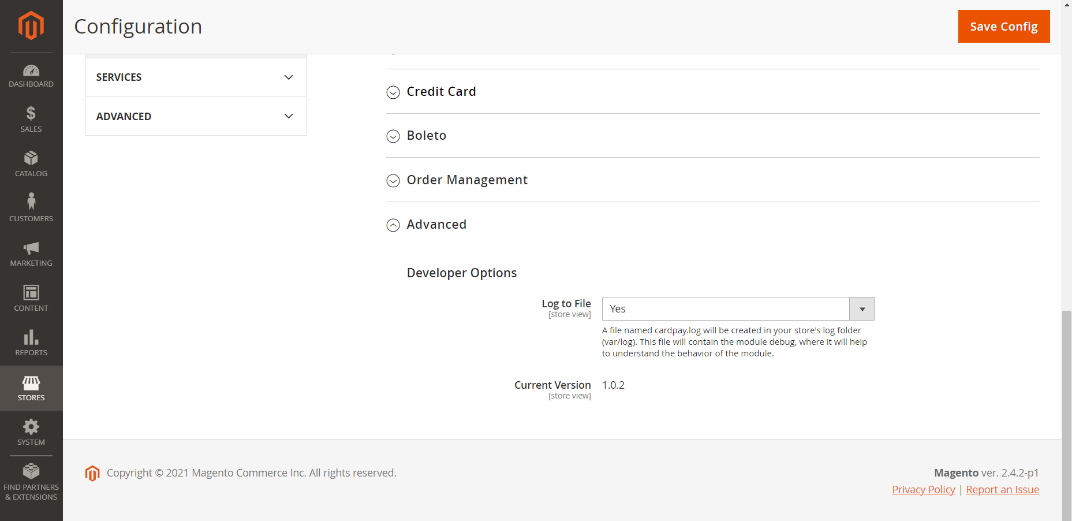 Configuration
Save Config
DASHBOARD
SALES
CATALOG
CUSTOMERS
MARKETING
CONTENT
REPORTS
STORES
SYSTEM
FIND PARTNERS
& EXTENSIONS
SERVICES
ADVANCED
Credit Card
Boleto
Order Management
Advanced
Developer Options
Log to File
[store view]
Yes
A file named cardpay.log will be created in your store's log folder
(var/log). This file will contain the module debug, where it will help
to understand the behavior of the module.
Current Version 1.0.2
[store view]
Copyright © 2021 Magento Commerce Inc. All rights reserved.
Magento ver. 2.4.2-p1
Privacy Policy | Report an Issue